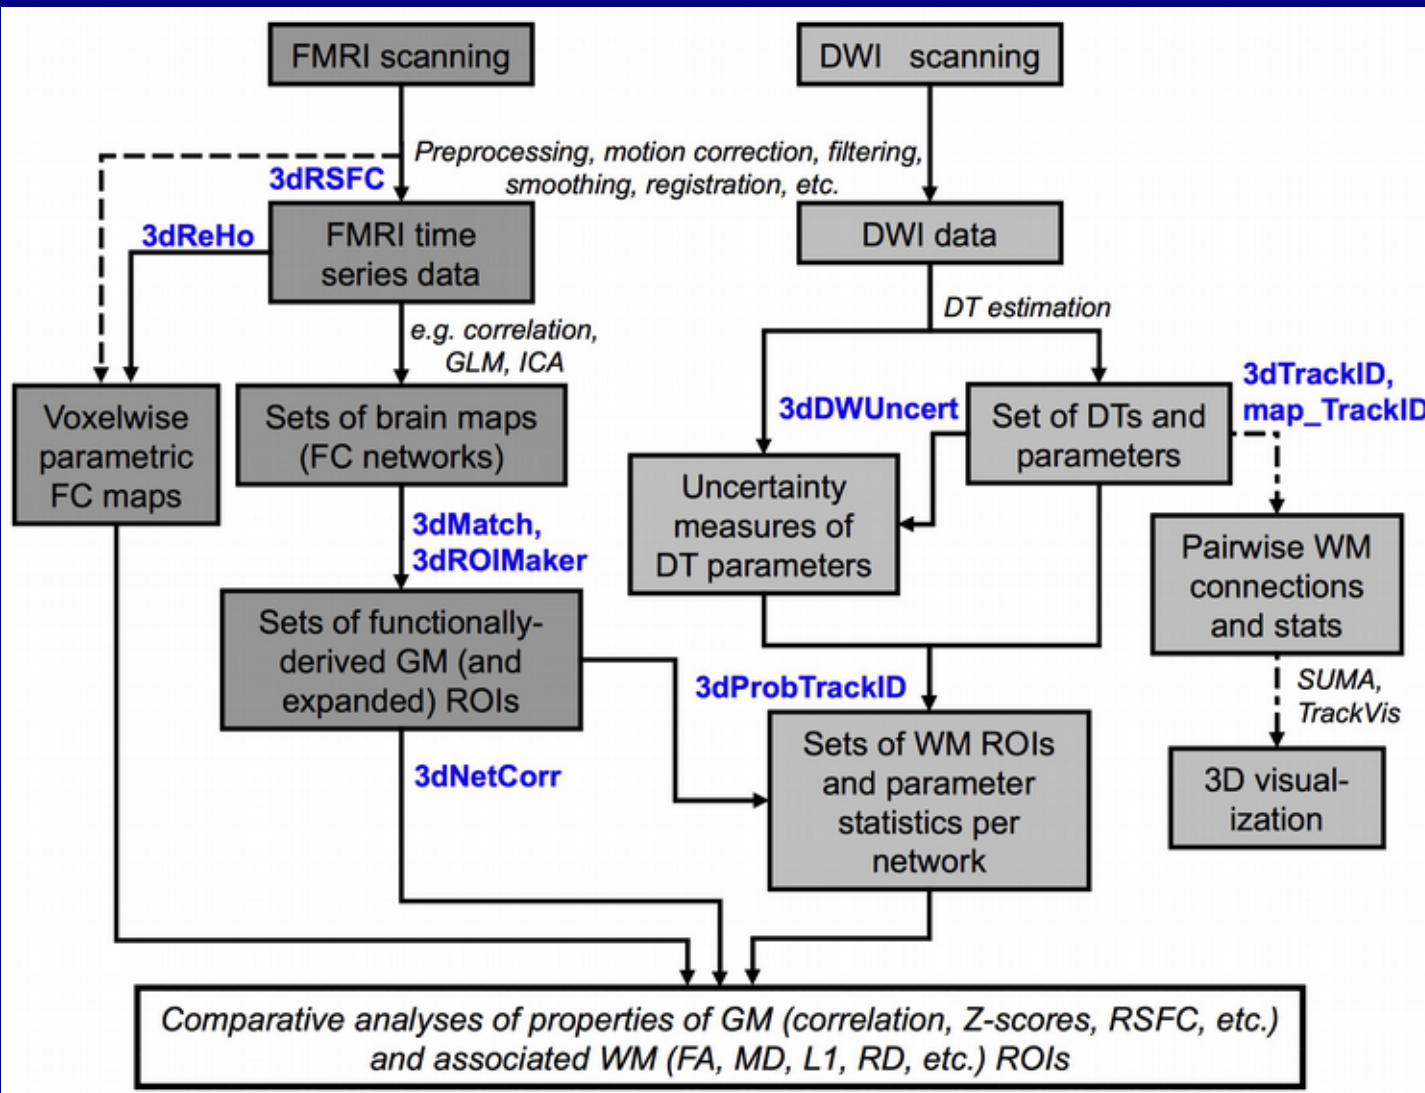 FMRI scanning
DWI scanning
Preprocessing, motion correction, filtering,
smoothing, registration, etc.
3dRSFC
3dReHo
FMRI time
series data
DWI data
e.g. correlation,
GLM, ICA
DT estimation
Voxelwise
parametric
FC maps
Sets of brain maps
(FC networks)
3dDWUncert
Set of DTs and
parameters
3dTrackID,
map_TrackID
Uncertainty
measures of
DT parameters
3dMatch,
3dROIMaker
Pairwise WM
connections
and stats
Sets of functionally-
derived GM (and
expanded) ROIs
3dProbTrackID
SUMA,
TrackVis
3dNetCorr
Sets of WM ROIs
and parameter
statistics per
network
3D visual-
ization
Comparative analyses of properties of GM (correlation, Z-scores, RSFC, etc.)
and associated WM (FA, MD, L1, RD, etc.) ROIs